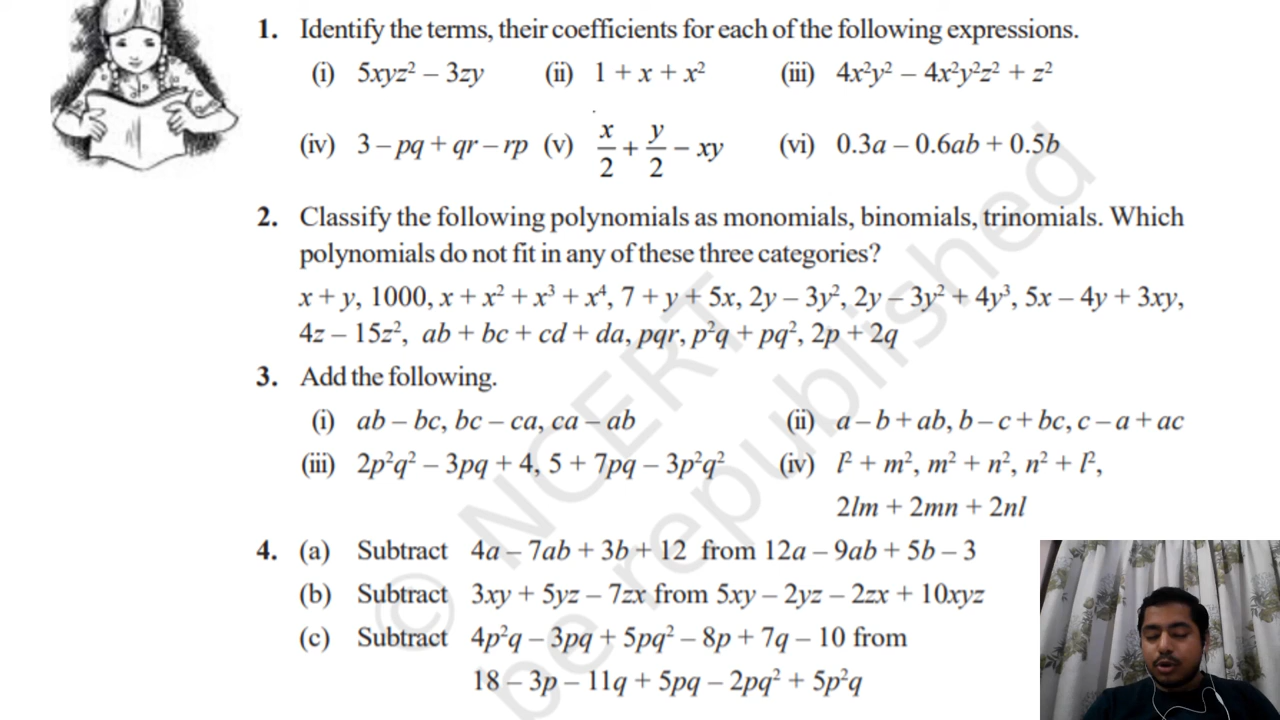 1. Identify the terms, their coefficients for each of the following expressions.
(i) 5xyz² – 3zy (ii) 1 + x + x² (iii) 4x²y² – 4x²y²z² + z²
(iv) 3 – pq + qr – rp (v) x/2 + y/2 – xy (vi) 0.3a – 0.6ab + 0.5b
2. Classify the following polynomials as monomials, binomials, trinomials. Which
polynomials do not fit in any of these three categories?
x + y, 1000, x + x² + x³ + x⁴, 7 + y + 5x, 2y – 3y², 2y – 3y² + 4y³, 5x – 4y + 3xy,
4z – 15z², ab + bc + cd + da, pqr, p²q + pq², 2p + 2q
3. Add the following.
(i) ab – bc, bc – ca, ca – ab (ii) a – b + ab, b – c + bc, c – a + ac
(iii) 2p²q² – 3pq + 4, 5 + 7pq – 3p²q² (iv) l² + m², m² + n², n² + l²,
2lm + 2mn + 2nl
4. (a) Subtract 4a – 7ab + 3b + 12 from 12a – 9ab + 5b – 3
(b) Subtract 3xy + 5yz – 7zx from 5xy – 2yz – 2zx + 10xyz
(c) Subtract 4p²q – 3pq + 5pq² – 8p + 7q – 10 from
18 – 3p – 11q + 5pq – 2pq² + 5p²q
© NCERT
be republished